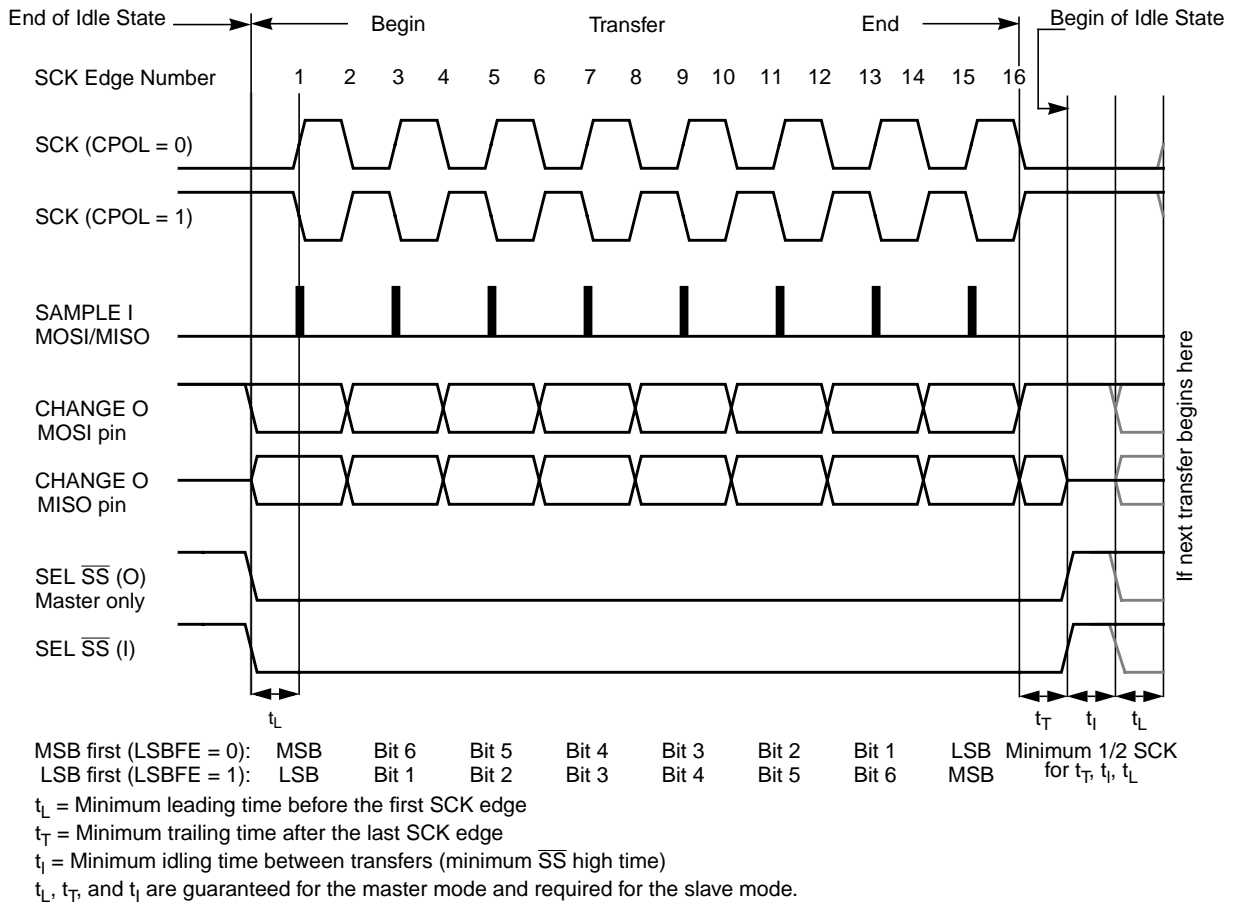 End of Idle State
Begin
Transfer
End
Begin of Idle State
SCK Edge Number
1 2 3 4 5 6 7 8 9 10 11 12 13 14 15 16
SCK (CPOL = 0)
SCK (CPOL = 1)
SAMPLE I
MOSI/MISO
CHANGE O
MOSI pin
CHANGE O
MISO pin
SEL S̅S̅ (O)
Master only
SEL S̅S̅ (I)
If next transfer begins here
tL
tT tI tL
MSB first (LSBFE = 0): MSB Bit 6 Bit 5 Bit 4 Bit 3 Bit 2 Bit 1 LSB
LSB first (LSBFE = 1): LSB Bit 1 Bit 2 Bit 3 Bit 4 Bit 5 Bit 6 MSB
Minimum 1/2 SCK
for tT, tI, tL
tL = Minimum leading time before the first SCK edge
tT = Minimum trailing time after the last SCK edge
tI = Minimum idling time between transfers (minimum S̅S̅ high time)
tL, tT, and tI are guaranteed for the master mode and required for the slave mode.